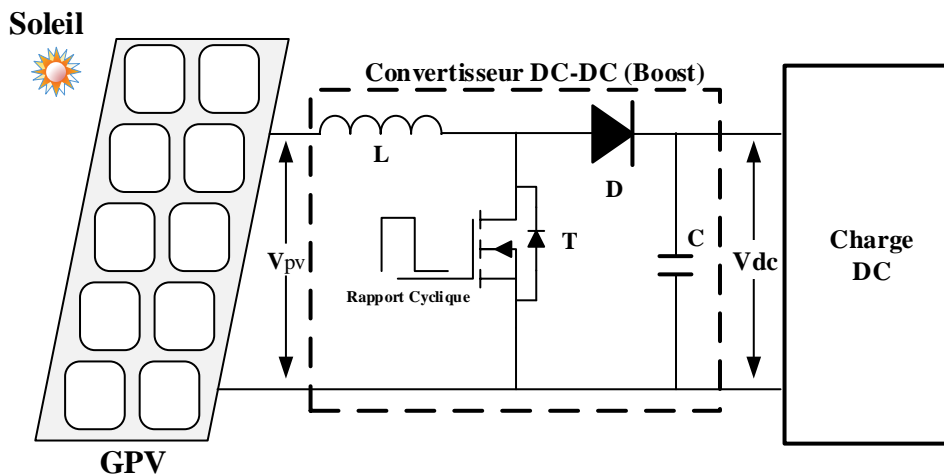 Soleil
Convertisseur DC-DC (Boost)
L
D
Vpv
T
C
Vdc
Charge
DC
Rapport Cyclique
GPV